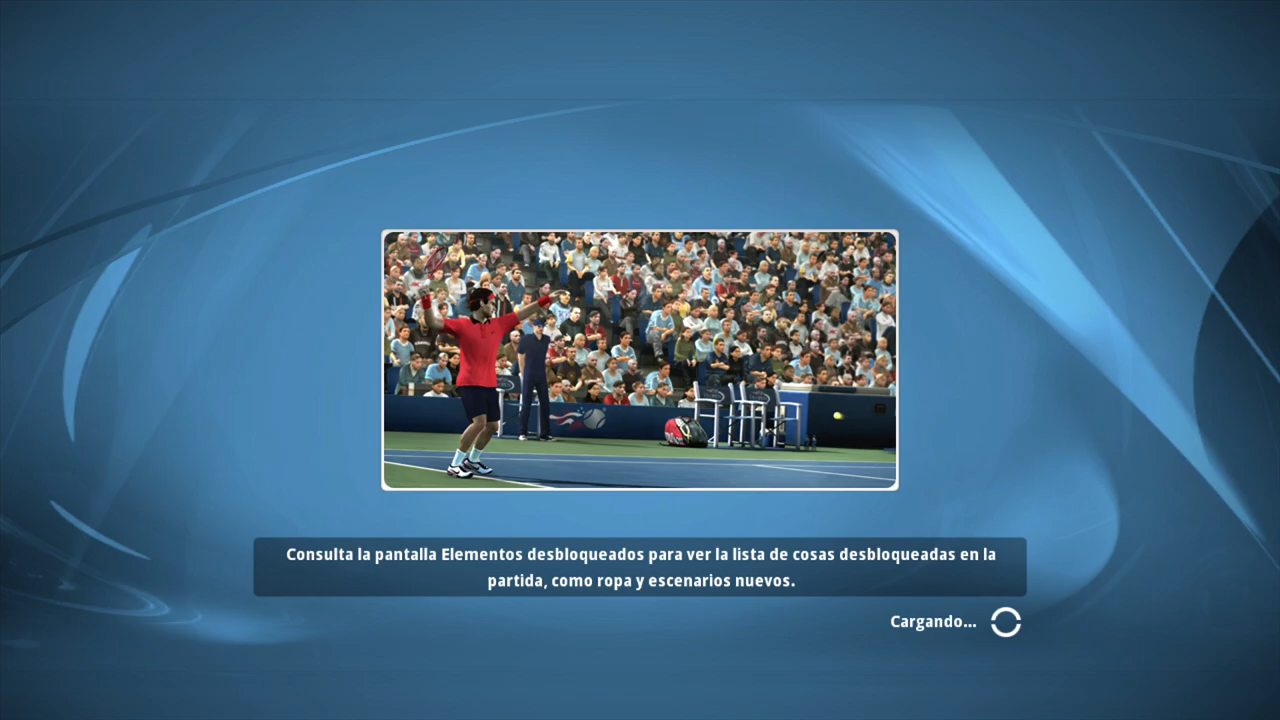 Consulta la pantalla Elementos desbloqueados para ver la lista de cosas desbloqueadas en la
partida, como ropa y escenarios nuevos.
Cargando...